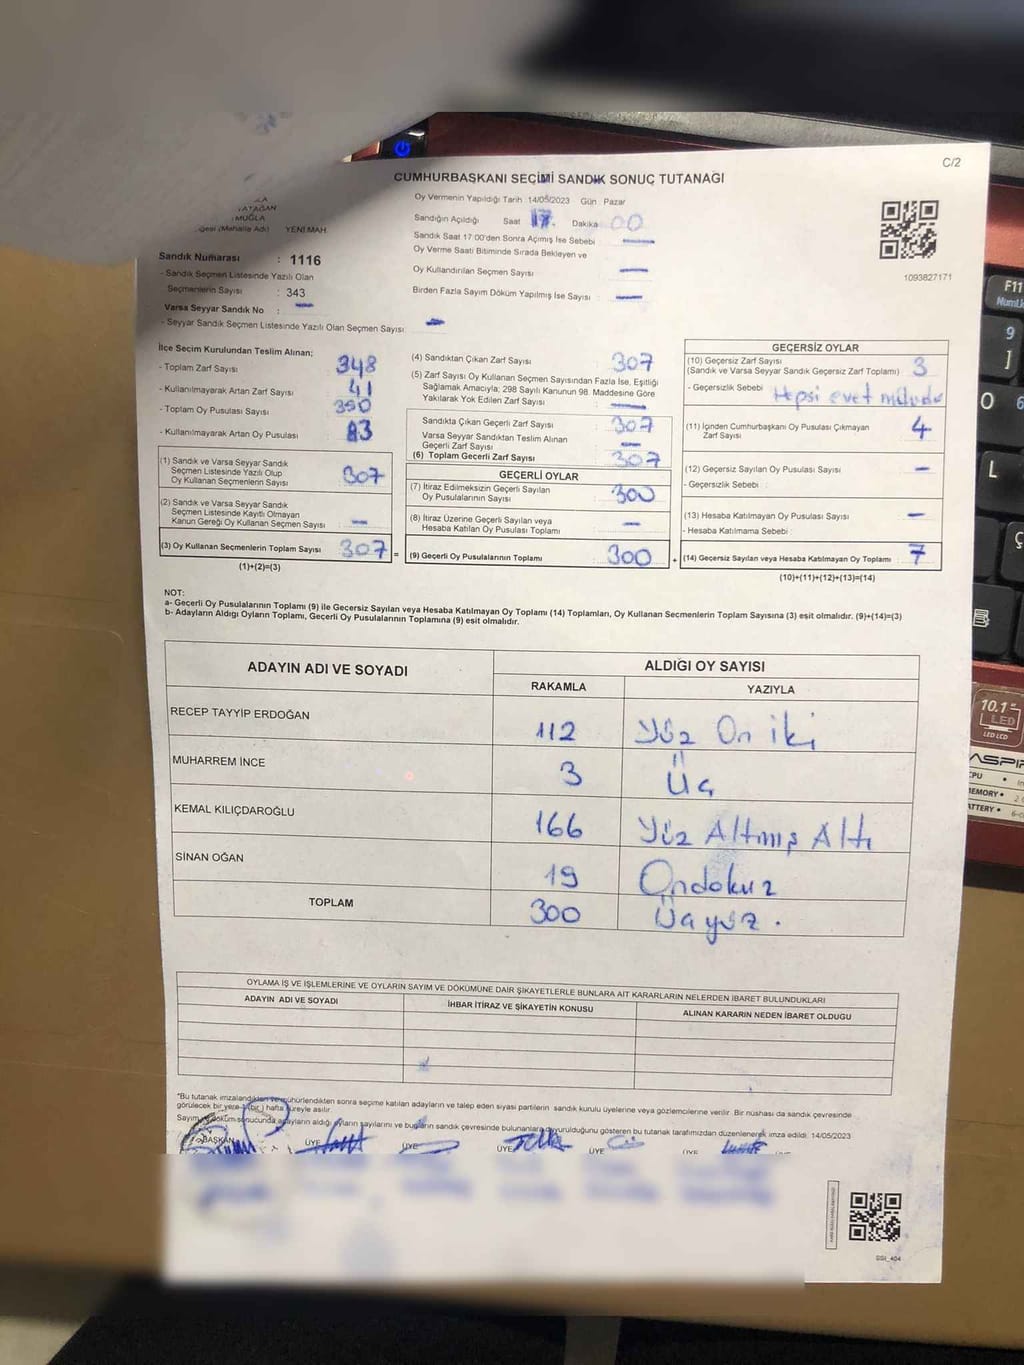 C/2
CUMHURBAŞKANI SEÇİMİ SANDIK SONUÇ TUTANAĞI
YATAĞAN
MUĞLA
(Mahalle Adı) YENİ MAH.
Sandık Numarası : 1116
- Sandık Seçmen Listesinde Yazılı Olan
Seçmenlerin Sayısı : 343
Varsa Seyyar Sandık No : —
- Seyyar Sandık Seçmen Listesinde Yazılı Olan Seçmen Sayısı : —
Oy Vermenin Yapıldığı Tarih 14/05/2023 Gün Pazar
Sandığın Açıldığı Saat 17 Dakika 00
Sandık Saat 17:00'den Sonra Açımış İse Sebebi —
Oy Verme Saati Bitiminde Sırada Bekleyen ve
Oy Kullandırılan Seçmen Sayısı —
Birden Fazla Sayım Döküm Yapılmış İse Sayısı —
1093827171
İlçe Seçim Kurulundan Teslim Alınan;
- Toplam Zarf Sayısı : 348
- Kullanılmayarak Artan Zarf Sayısı : 41
- Toplam Oy Pusulası Sayısı :
- Kullanılmayarak Artan Oy Pusulası :
(1) Sandık ve Varsa Seyyar Sandık
Seçmen Listesinde Yazılı Olup
Oy Kullanan Seçmenlerin Sayısı : 307
(2) Sandık ve Varsa Seyyar Sandık
Seçmen Listesinde Kayıtlı Olmayan
Kanun Gereği Oy Kullanan Seçmen Sayısı : —
(3) Oy Kullanan Seçmenlerin Toplam Sayısı : 307 =
(1)+(2)=(3)
(4) Sandıktan Çıkan Zarf Sayısı : 307
(5) Zarf Sayısı Oy Kullanan Seçmen Sayısından Fazla İse, Eşitliği
Sağlamak Amacıyla; 298 Sayılı Kanunun 98. Maddesine Göre
Yakılarak Yok Edilen Zarf Sayısı : —
Sandıkta Çıkan Geçerli Zarf Sayısı : 307
Varsa Seyyar Sandıktan Teslim Alınan
Geçerli Zarf Sayısı : —
(6) Toplam Geçerli Zarf Sayısı : 307
GEÇERLİ OYLAR
(7) İtiraz Edilmeksizin Geçerli Sayılan
Oy Pusulalarının Sayısı : 300
(8) İtiraz Üzerine Geçerli Sayılan veya
Hesaba Katılan Oy Pusulası Toplamı : —
(9) Geçerli Oy Pusulalarının Toplamı : 300 +
GEÇERSİZ OYLAR
(10) Geçersiz Zarf Sayısı : 3
(Sandık ve Varsa Seyyar Sandık Geçersiz Zarf Toplamı)
- Geçersizlik Sebebi : Hepsi evet
(11) İçinden Cumhurbaşkanı Oy Pusulası Çıkmayan
Zarf Sayısı : 4
(12) Geçersiz Sayılan Oy Pusulası Sayısı : —
- Geçersizlik Sebebi :
(13) Hesaba Katılmayan Oy Pusulası Sayısı : —
- Hesaba Katılmama Sebebi :
(14) Geçersiz Sayılan veya Hesaba Katılmayan Oy Toplamı : 7
(10)+(11)+(12)+(13)=(14)
NOT:
a- Geçerli Oy Pusulalarının Toplamı (9) ile Geçersiz Sayılan veya Hesaba Katılmayan Oy Toplamı (14) Toplamları, Oy Kullanan Seçmenlerin Toplam Sayısına (3) eşit olmalıdır. (9)+(14)=(3)
b- Adayların Aldığı Oyların Toplamı, Geçerli Oy Pusulalarının Toplamına (9) eşit olmalıdır.
ADAYIN ADI VE SOYADI ALDIĞI OY SAYISI
RAKAMLA YAZIYLA
RECEP TAYYİP ERDOĞAN 112 Yüz On iki
MUHARREM İNCE 3 Üç
KEMAL KILIÇDAROĞLU 166 Yüz Altmış Altı
SİNAN OĞAN 19 Ondokuz
TOPLAM 300 Üçyüz.
OYLAMA İŞ VE İŞLEMLERİNE VE OYLARIN SAYIM VE DÖKÜMÜNE DAİR ŞİKAYETLERLE BUNLARA AİT KARARLARIN NELERDEN İBARET BULUNDUKLARI
ADAYIN ADI VE SOYADI İHBAR İTİRAZ VE ŞİKAYETİN KONUSU ALINAN KARARIN NEDEN İBARET OLDUGU
*Bu tutanak imzalandıktan ve mühürlendikten sonra seçime katılan adayların ve talep eden siyasi partilerin sandık kurulu üyelerine veya gözlemcilerine verilir. Bir nüshası da sandık çevresinde
görülecek bir yere 1 (bir) hafta süreyle asılır.
Sayım ve döküm sonucunda adayların aldığı oyların sayılarını ve bunların sandık çevresinde bulunanlara duyurulduğunu gösteren bu tutanak tarafımızdan düzenlenerek imza edildi. 14/05/2023
BAŞKAN ÜYE ÜYE ÜYE ÜYE ÜYE ÜYE
GSI_404
F11
NumLk
9
]
O 6
L
Ç
10.1"
LED
LED LCD
ASPIR
CPU
MEMORY
BATTERY 6-c